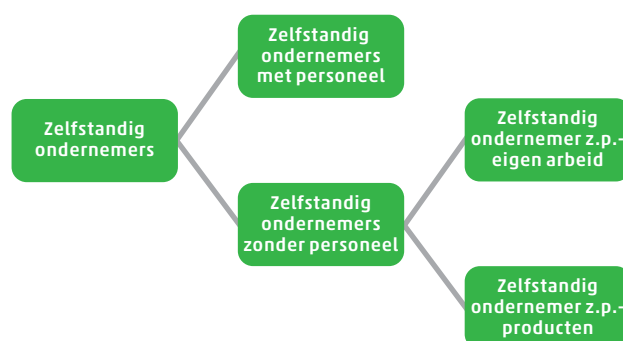 Zelfstandig
ondernemers
met personeel
Zelfstandig
ondernemers
Zelfstandig
ondernemer z.p.-
eigen arbeid
Zelfstandig
ondernemers
zonder personeel
Zelfstandig
ondernemer z.p.-
producten